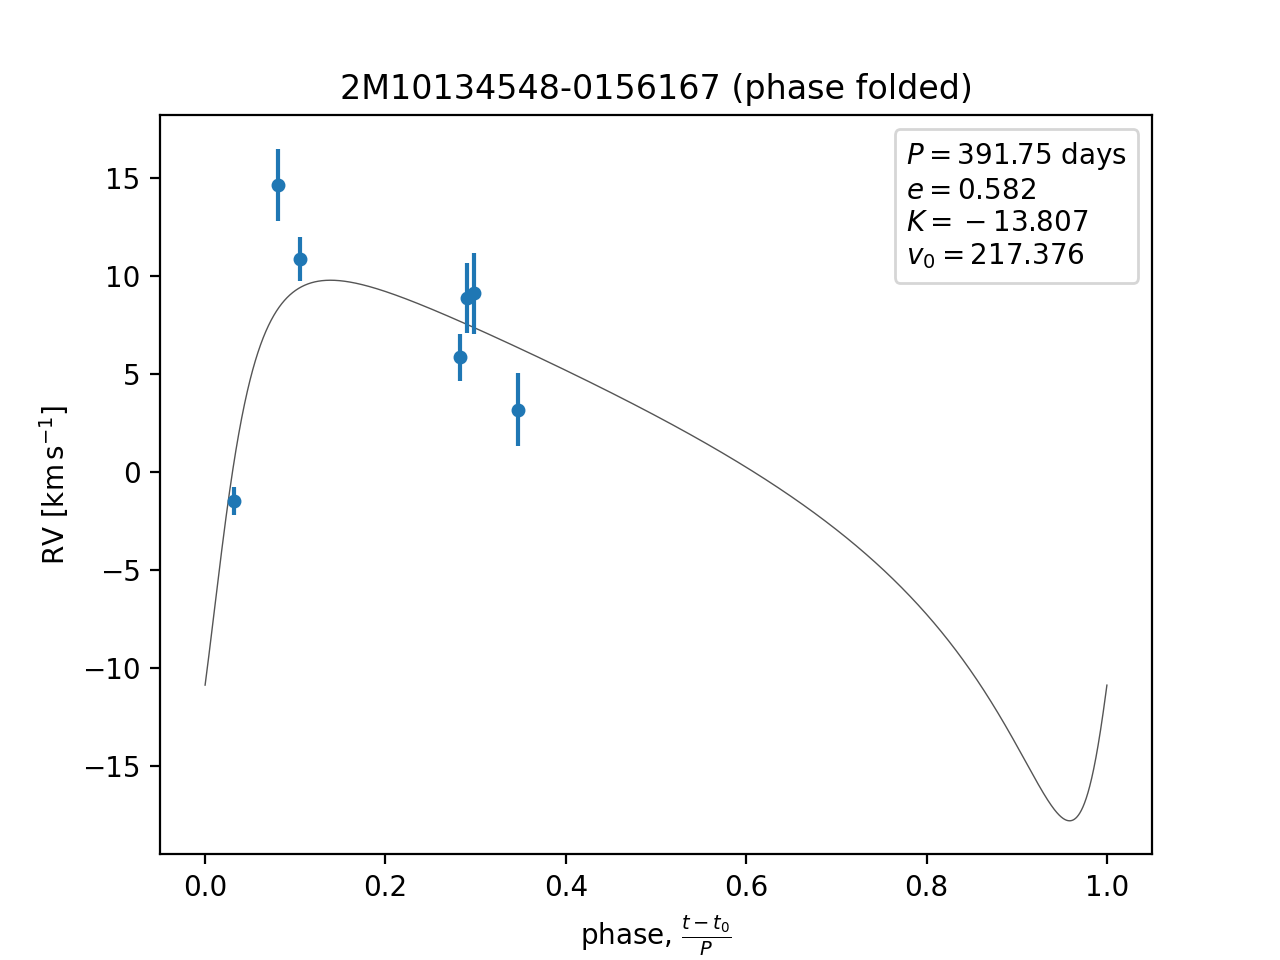 2M10134548-0156167 (phase folded)
P = 391.75 days
e = 0.582
K = −13.807
v₀ = 217.376
15
10
5
0
−5
−10
−15
RV [km s⁻¹]
0.0 0.2 0.4 0.6 0.8 1.0
phase, (t − t₀)/P